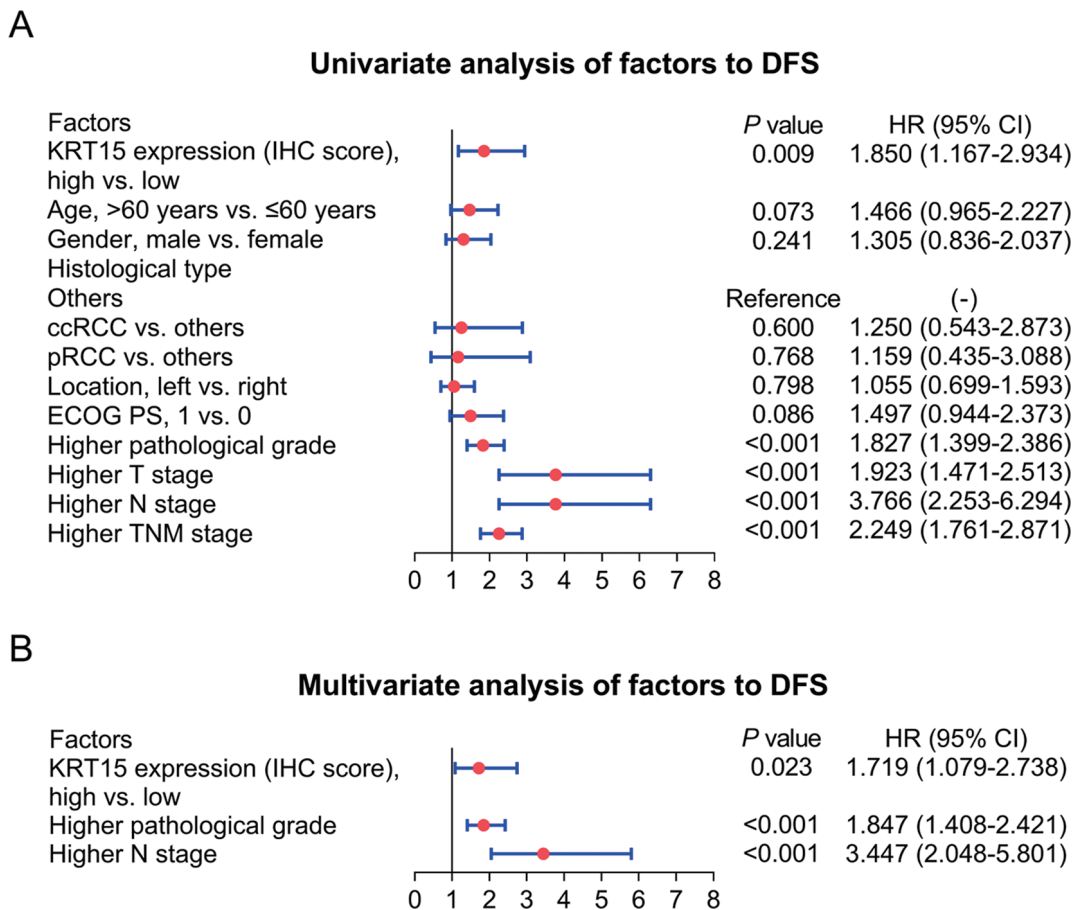 A
Univariate analysis of factors to DFS
Factors P value HR (95% CI)
KRT15 expression (IHC score), 0.009 1.850 (1.167-2.934)
high vs. low
Age, >60 years vs. ≤60 years 0.073 1.466 (0.965-2.227)
Gender, male vs. female 0.241 1.305 (0.836-2.037)
Histological type
Others Reference (-)
ccRCC vs. others 0.600 1.250 (0.543-2.873)
pRCC vs. others 0.768 1.159 (0.435-3.088)
Location, left vs. right 0.798 1.055 (0.699-1.593)
ECOG PS, 1 vs. 0 0.086 1.497 (0.944-2.373)
Higher pathological grade <0.001 1.827 (1.399-2.386)
Higher T stage <0.001 1.923 (1.471-2.513)
Higher N stage <0.001 3.766 (2.253-6.294)
Higher TNM stage <0.001 2.249 (1.761-2.871)
0 1 2 3 4 5 6 7 8
B
Multivariate analysis of factors to DFS
Factors P value HR (95% CI)
KRT15 expression (IHC score), 0.023 1.719 (1.079-2.738)
high vs. low
Higher pathological grade <0.001 1.847 (1.408-2.421)
Higher N stage <0.001 3.447 (2.048-5.801)
0 1 2 3 4 5 6 7 8